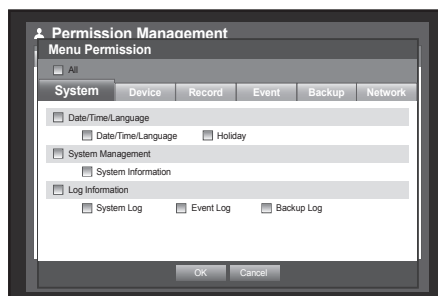 Permission Management
Menu Permission
All
System Device Record Event Backup Network
Date/Time/Language
Date/Time/Language Holiday
System Management
System Information
Log Information
System Log Event Log Backup Log
OK Cancel